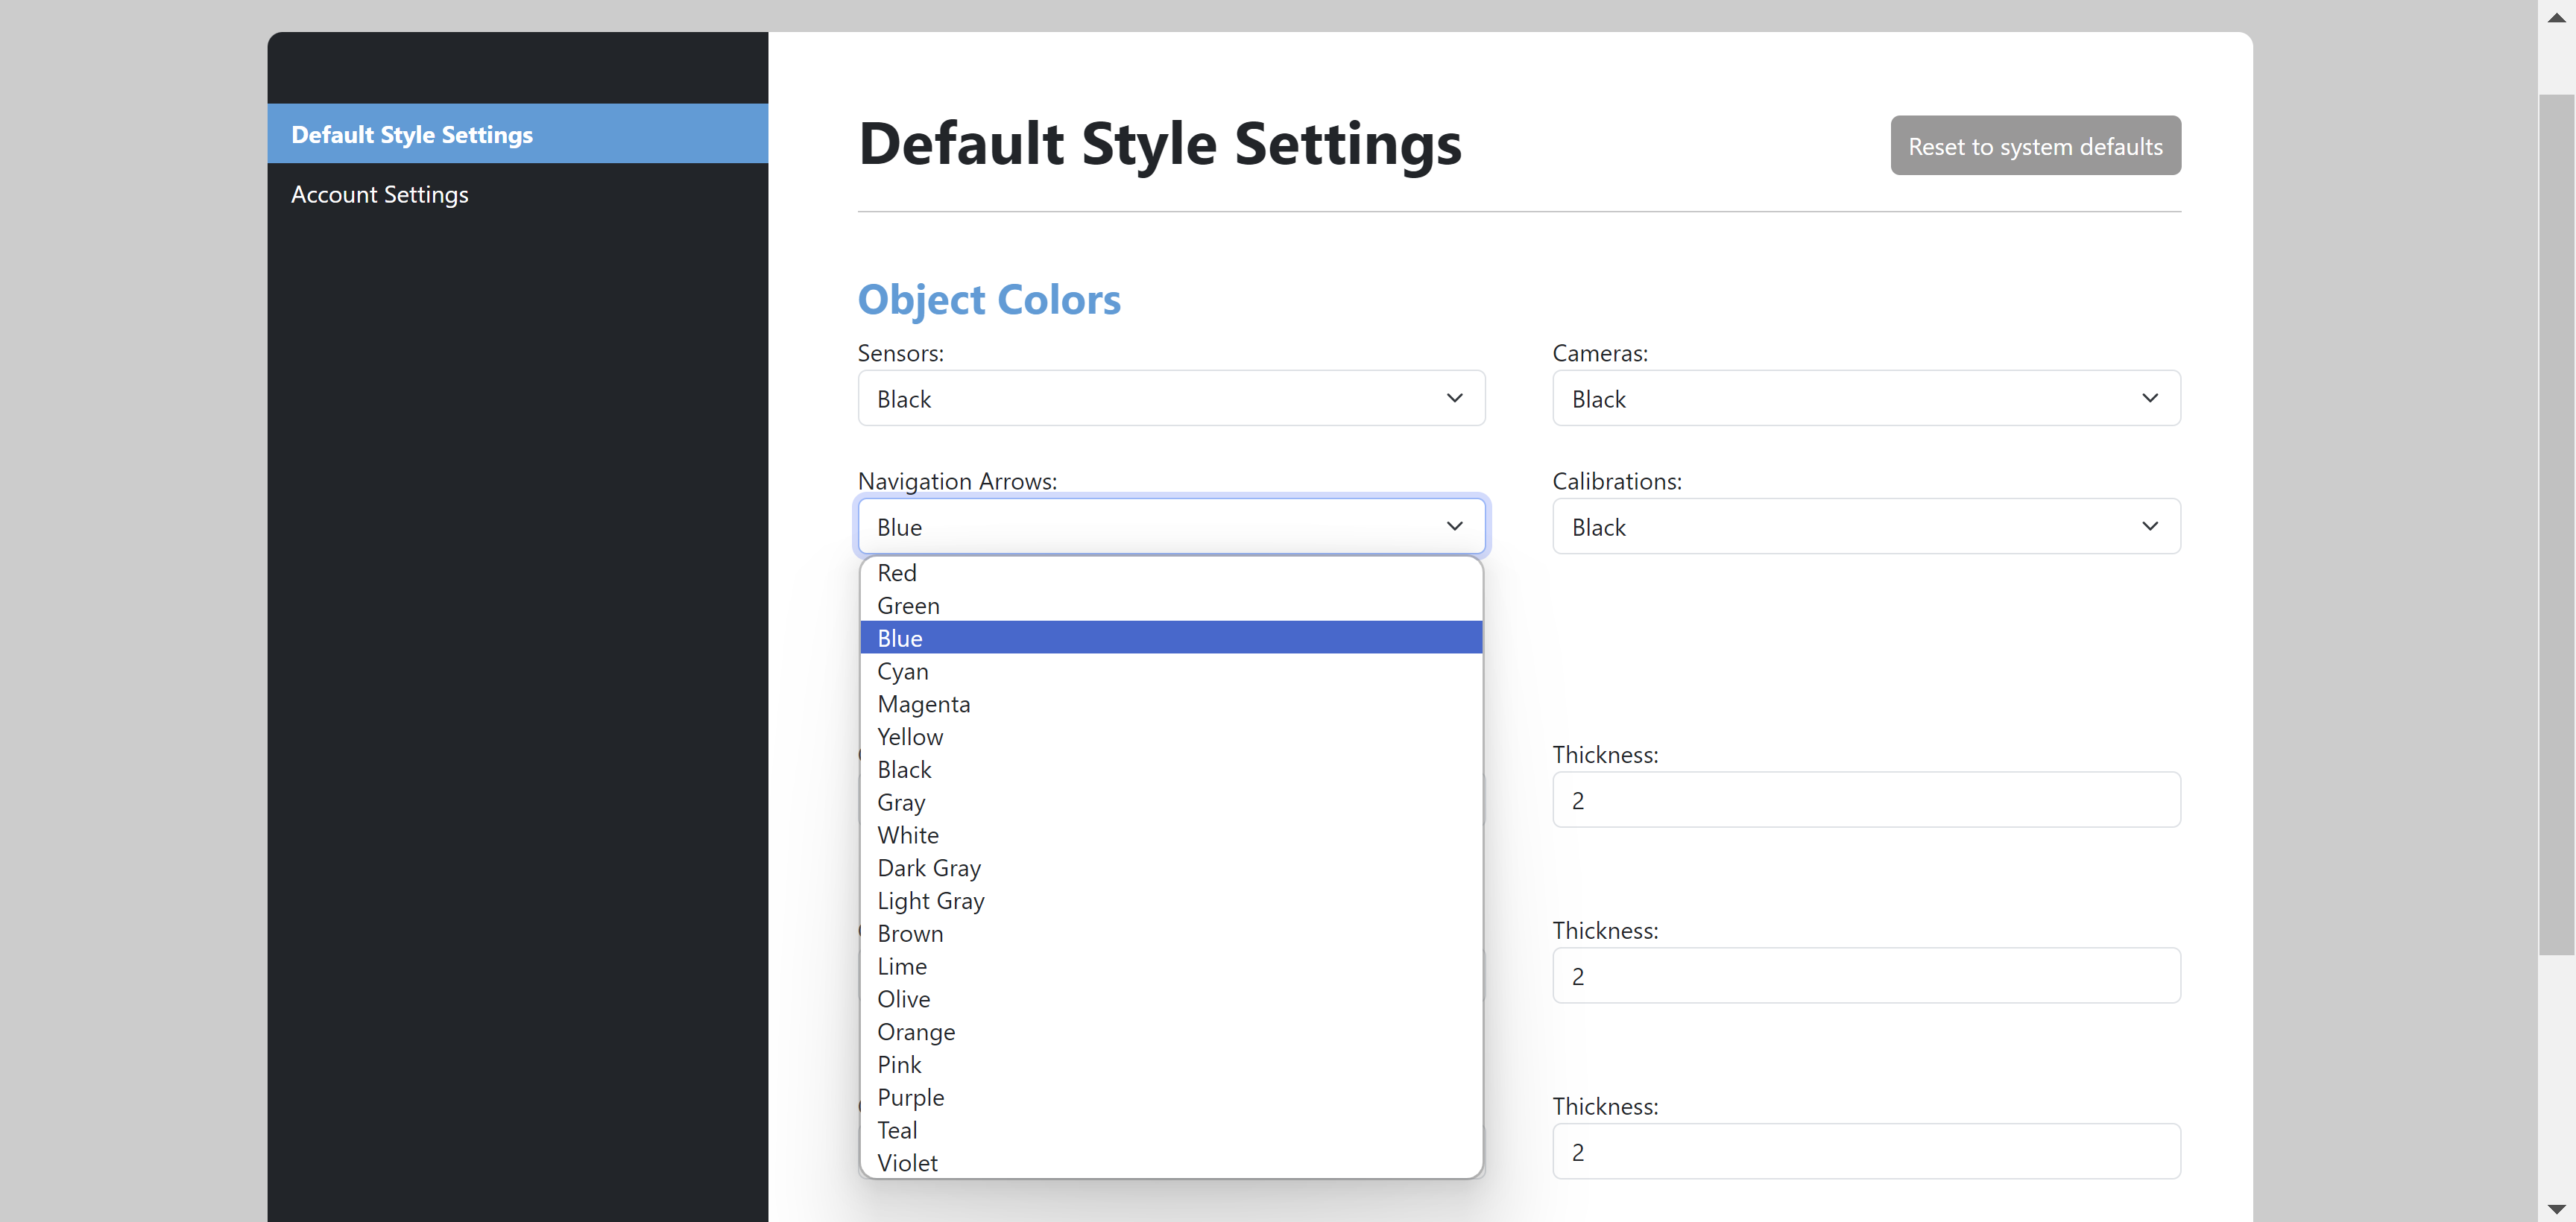 Default Style Settings
Account Settings
Default Style Settings
Reset to system defaults
Object Colors
Sensors:
Cameras:
Black
Black
Navigation Arrows:
Calibrations:
Blue
Black
Red
Green
Blue
Cyan
Magenta
Yellow
Black
Gray
White
Dark Gray
Light Gray
Brown
Lime
Olive
Orange
Pink
Purple
Teal
Violet
Thickness:
2
Thickness:
2
Thickness:
2